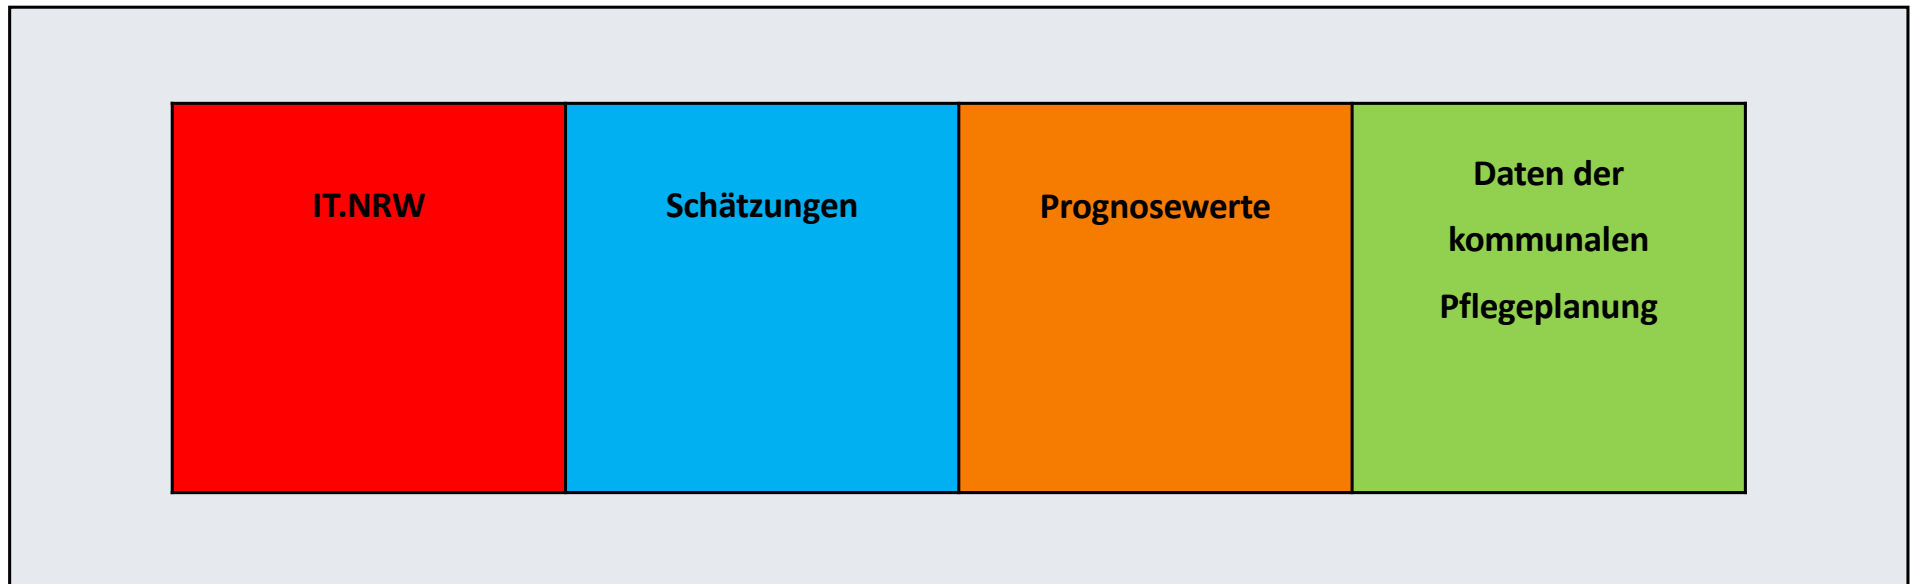 IT.NRW
Schätzungen
Prognosewerte
Daten der
kommunalen
Pflegeplanung